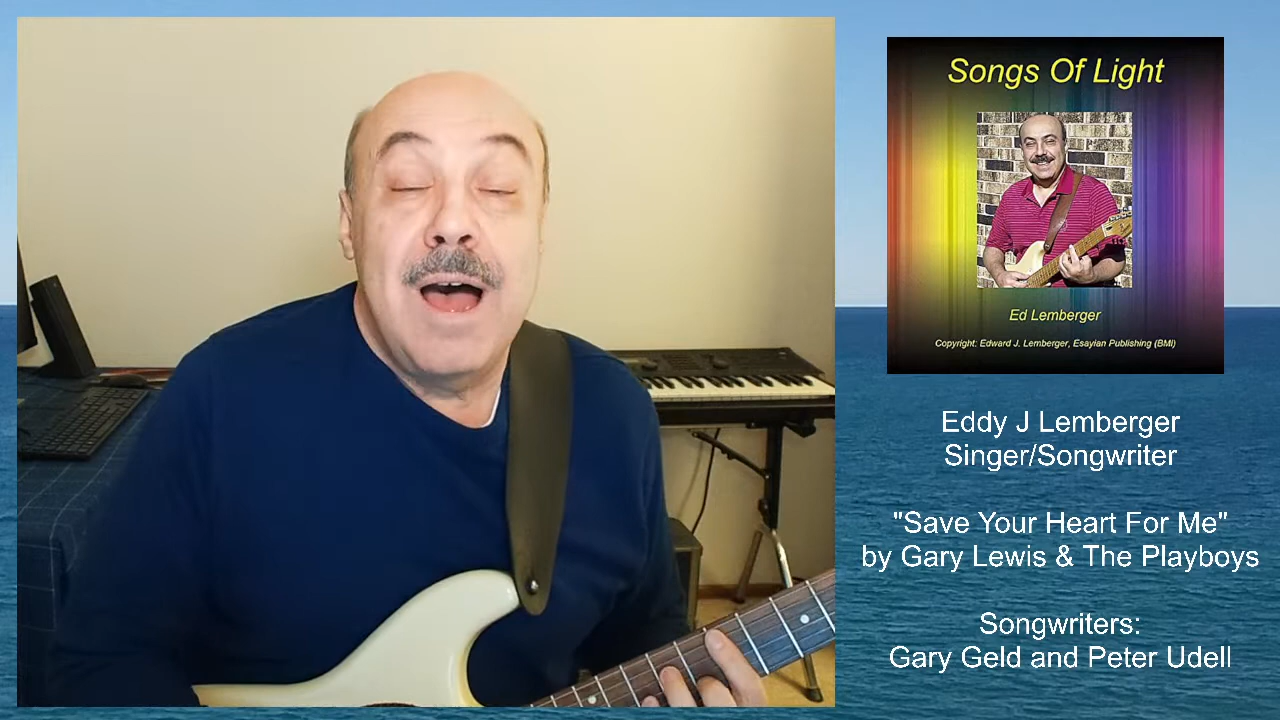 Songs Of Light
Ed Lemberger
Copyright: Edward J. Lemberger, Esayian Publishing (BMI)
Eddy J Lemberger
Singer/Songwriter
"Save Your Heart For Me"
by Gary Lewis & The Playboys
Songwriters:
Gary Geld and Peter Udell